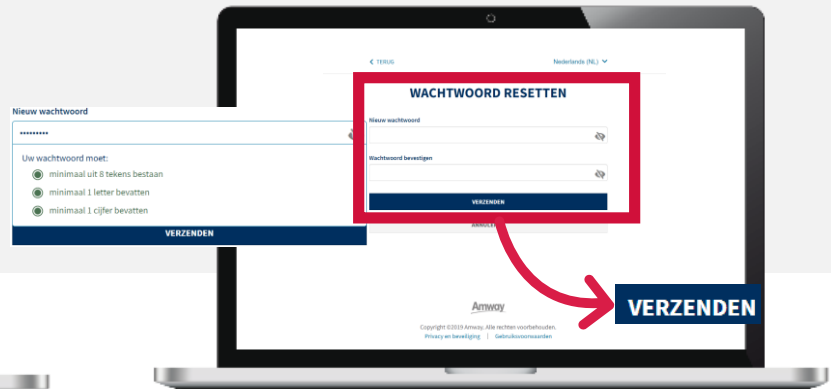 TERUG
Nederlands (NL)
WACHTWOORD RESETTEN
Nieuw wachtwoord
Wachtwoord bevestigen
VERZENDEN
Nieuw wachtwoord
•••••••••
Uw wachtwoord moet:
minimaal uit 8 tekens bestaan
minimaal 1 letter bevatten
minimaal 1 cijfer bevatten
VERZENDEN
VERZENDEN
Amway
Copyright ©2019 Amway. Alle rechten voorbehouden.
Privacy en beveiliging | Gebruiksvoorwaarden